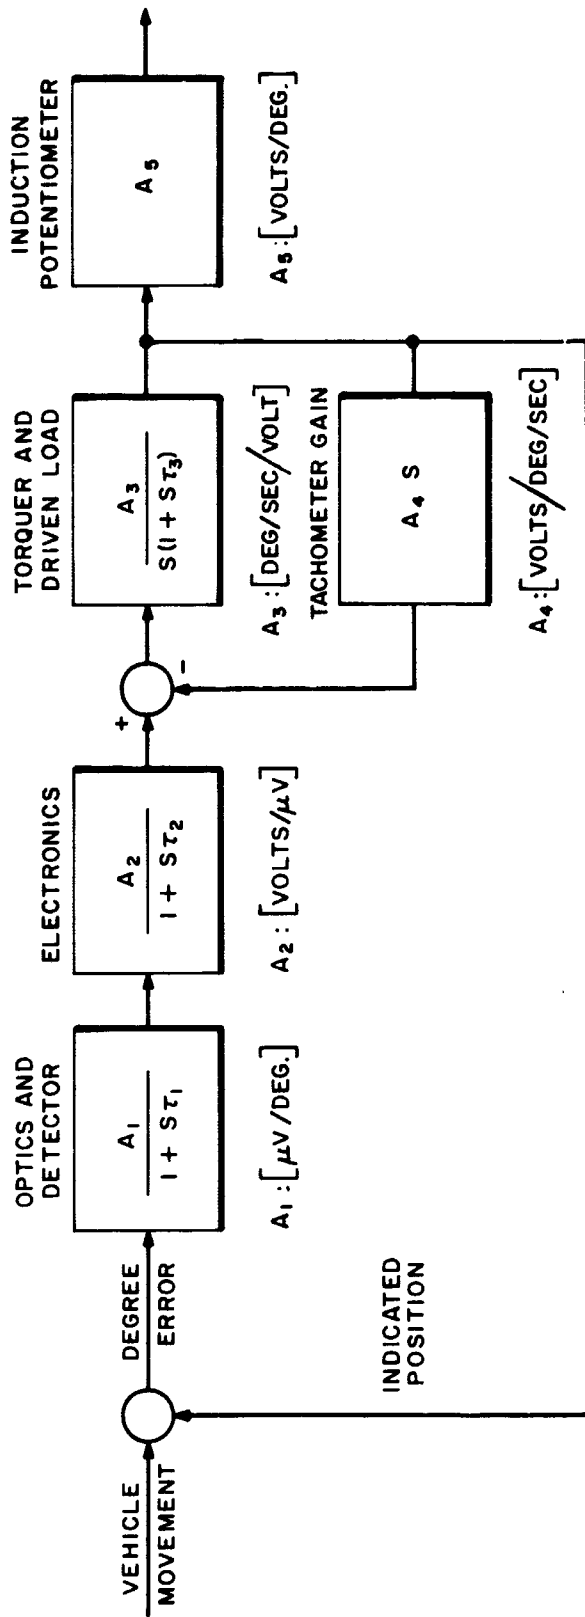 VEHICLE
MOVEMENT
DEGREE
ERROR
OPTICS AND
DETECTOR
A₁
1 + Sτ₁
A₁:[μV/DEG.]
ELECTRONICS
A₂
1 + Sτ₂
A₂:[VOLTS/μV]
+
-
TORQUER AND
DRIVEN LOAD
A₃
S(1 + Sτ₃)
A₃:[DEG/SEC/VOLT]
INDUCTION
POTENTIOMETER
A₅
A₅:[VOLTS/DEG.]
TACHOMETER GAIN
A₄ S
A₄:[VOLTS/DEG/SEC]
INDICATED
POSITION